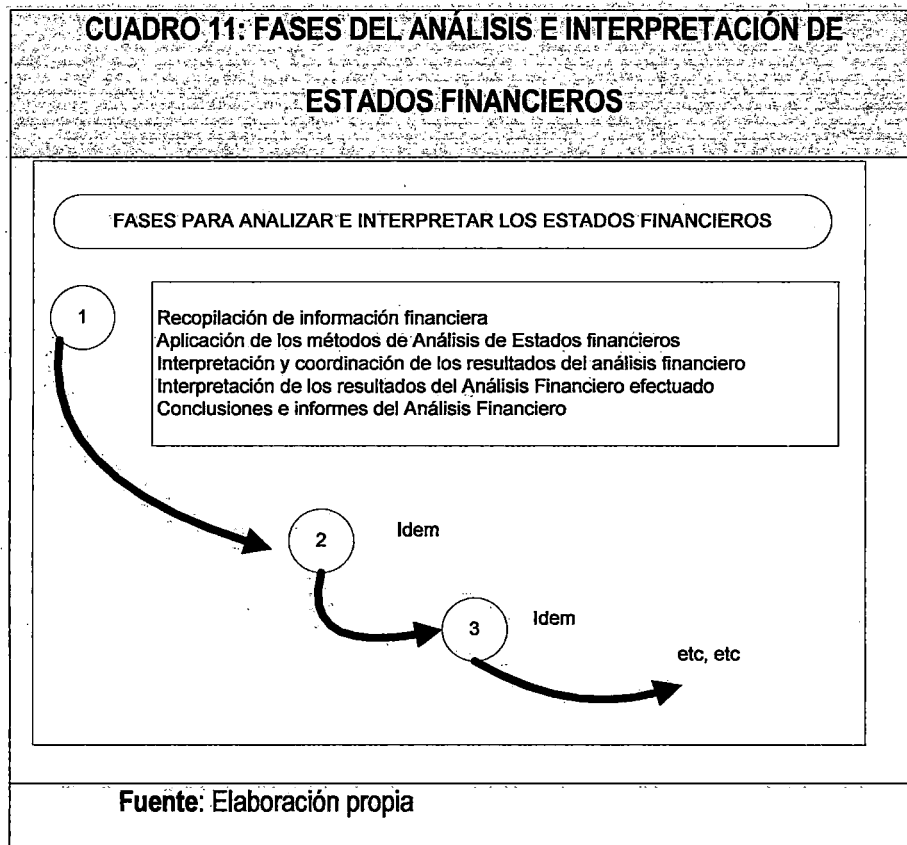 CUADRO 11: FASES DEL ANÁLISIS E INTERPRETACIÓN DE
ESTADOS FINANCIEROS
FASES PARA ANALIZAR E INTERPRETAR LOS ESTADOS FINANCIEROS
1
Recopilación de información financiera
Aplicación de los métodos de Análisis de Estados financieros
Interpretación y coordinación de los resultados del análisis financiero
Interpretación de los resultados del Análisis Financiero efectuado
Conclusiones e informes del Análisis Financiero
2 Idem
3 Idem
etc, etc
Fuente: Elaboración propia